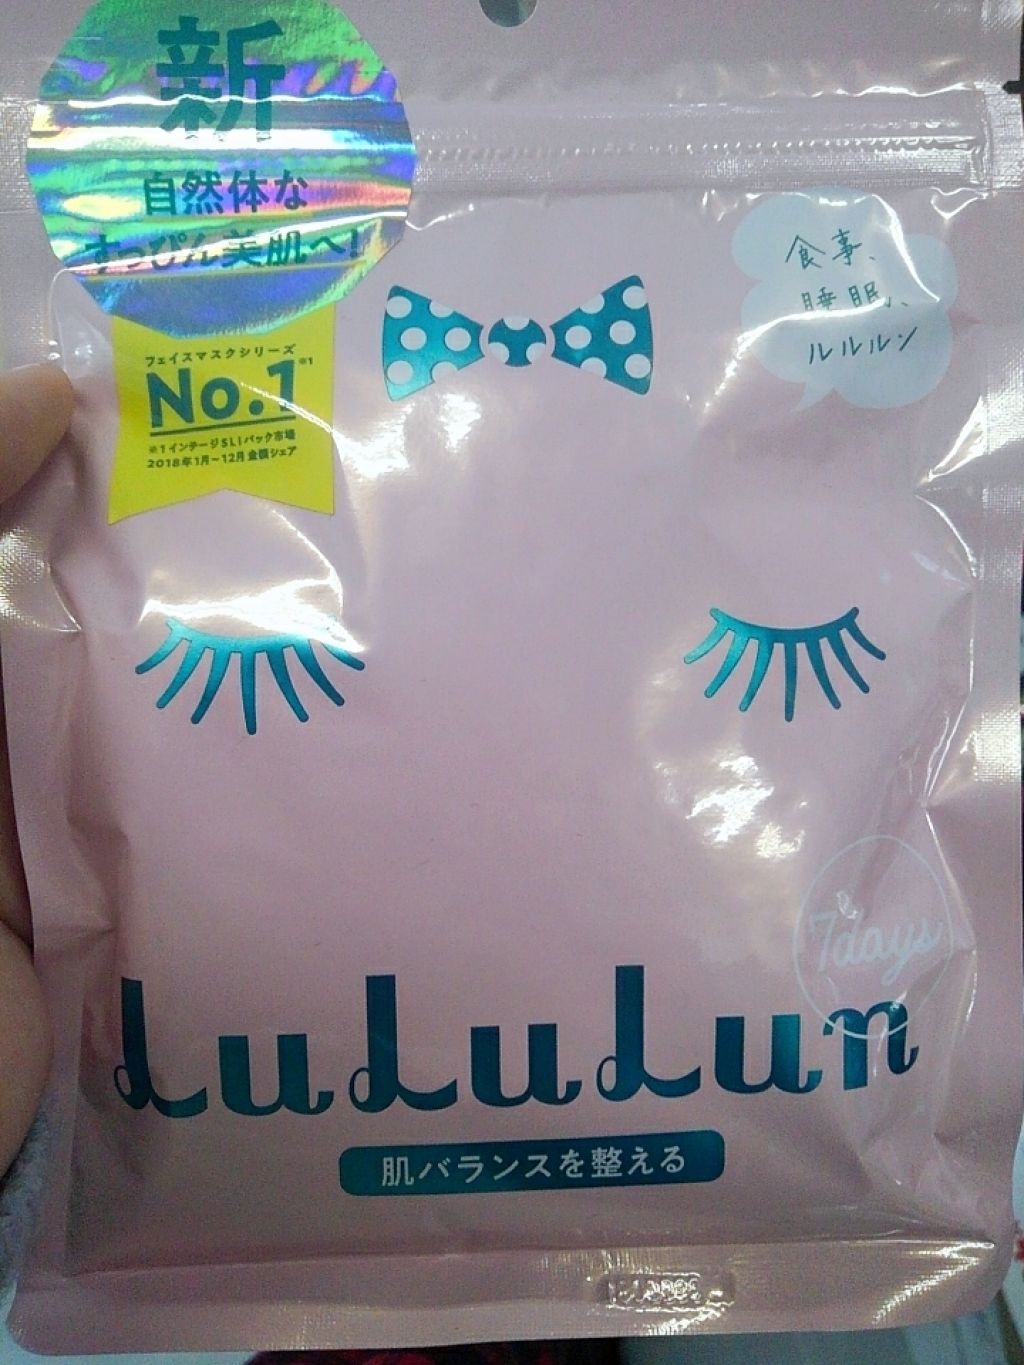 新
自然体な
すっぴん美肌へ!
フェイスマスクシリーズ
No.1※1
※1インテージSLIパック市場
2018年1月～12月 金額シェア
食事、
睡眠、
ルルルン
7days
LuLuLun
肌バランスを整える